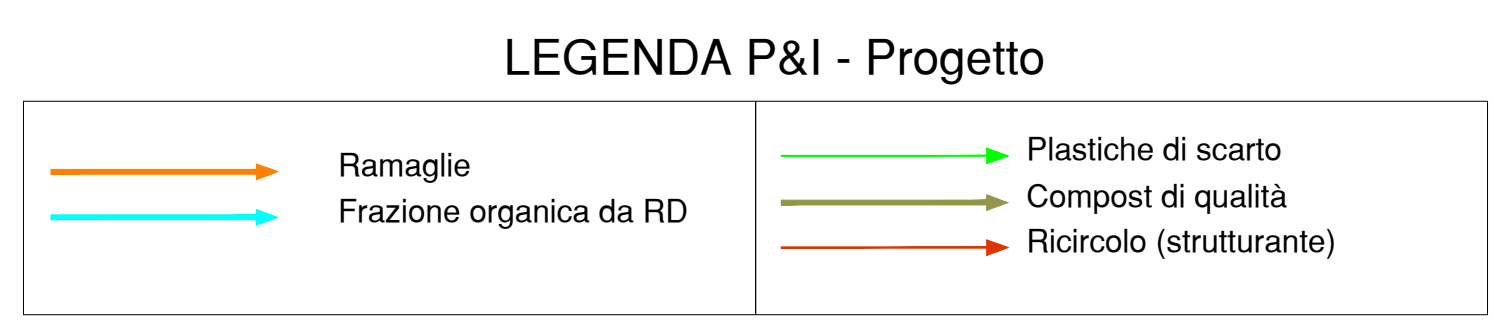 LEGENDA P&I - Progetto
Ramaglie
Frazione organica da RD
Plastiche di scarto
Compost di qualità
Ricircolo (strutturante)